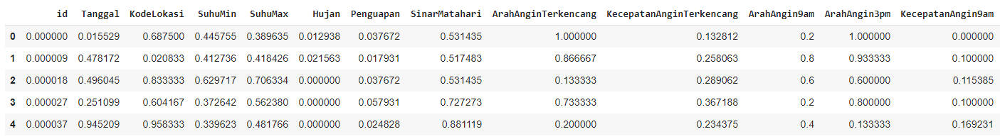 id Tanggal KodeLokasi SuhuMin SuhuMax Hujan Penguapan SinarMatahari ArahAnginTerkencang KecepatanAnginTerkencang ArahAngin9am ArahAngin3pm KecepatanAngin9am
0 0.000000 0.015529 0.687500 0.445755 0.389635 0.012938 0.037672 0.531435 1.000000 0.132812 0.2 1.000000 0.000000
1 0.000009 0.478172 0.020833 0.412736 0.418426 0.021563 0.017931 0.517483 0.866667 0.258063 0.8 0.933333 0.100000
2 0.000018 0.496045 0.833333 0.629717 0.706334 0.000000 0.037672 0.531435 0.133333 0.289062 0.6 0.600000 0.115385
3 0.000027 0.251099 0.604167 0.372642 0.562380 0.000000 0.057931 0.727273 0.733333 0.367188 0.2 0.800000 0.100000
4 0.000037 0.945209 0.958333 0.339623 0.481766 0.000000 0.024828 0.881119 0.200000 0.234375 0.4 0.133333 0.169231